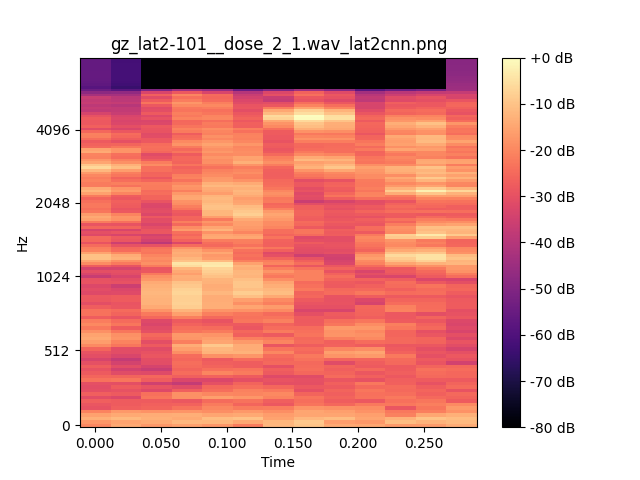 gz_lat2-101__dose_2_1.wav_lat2cnn.png
Hz
4096
2048
1024
512
0
0.000 0.050 0.100 0.150 0.200 0.250
Time
+0 dB
-10 dB
-20 dB
-30 dB
-40 dB
-50 dB
-60 dB
-70 dB
-80 dB